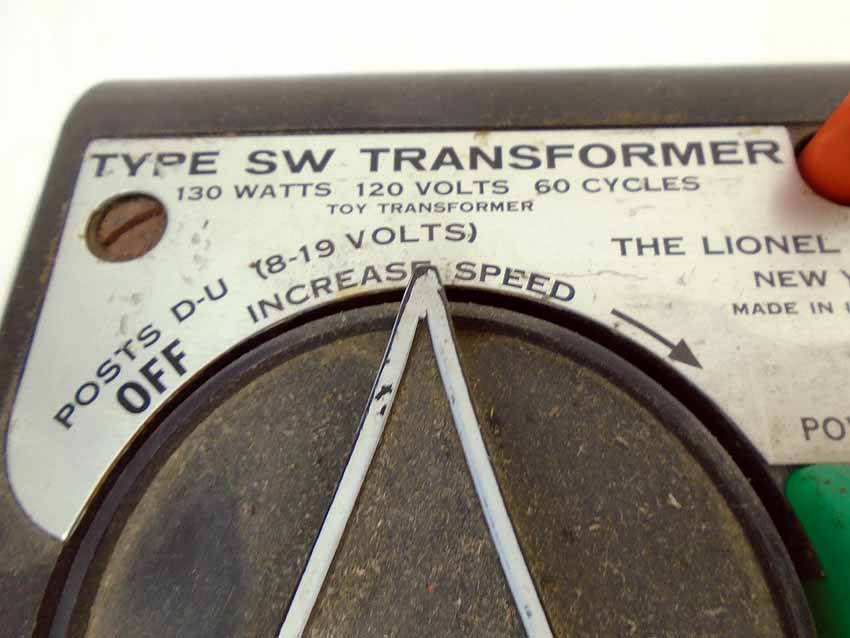 TYPE SW TRANSFORMER
130 WATTS 120 VOLTS 60 CYCLES
TOY TRANSFORMER
POSTS D-U (8-19 VOLTS)
OFF INCREASE SPEED
THE LIONEL
NEW
MADE IN